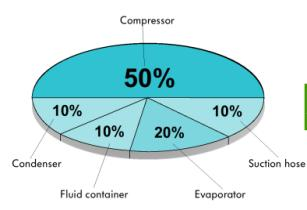 Compressor
50%
10%
10%
20%
10%
Condenser
Suction hose
Fluid container
Evaporator